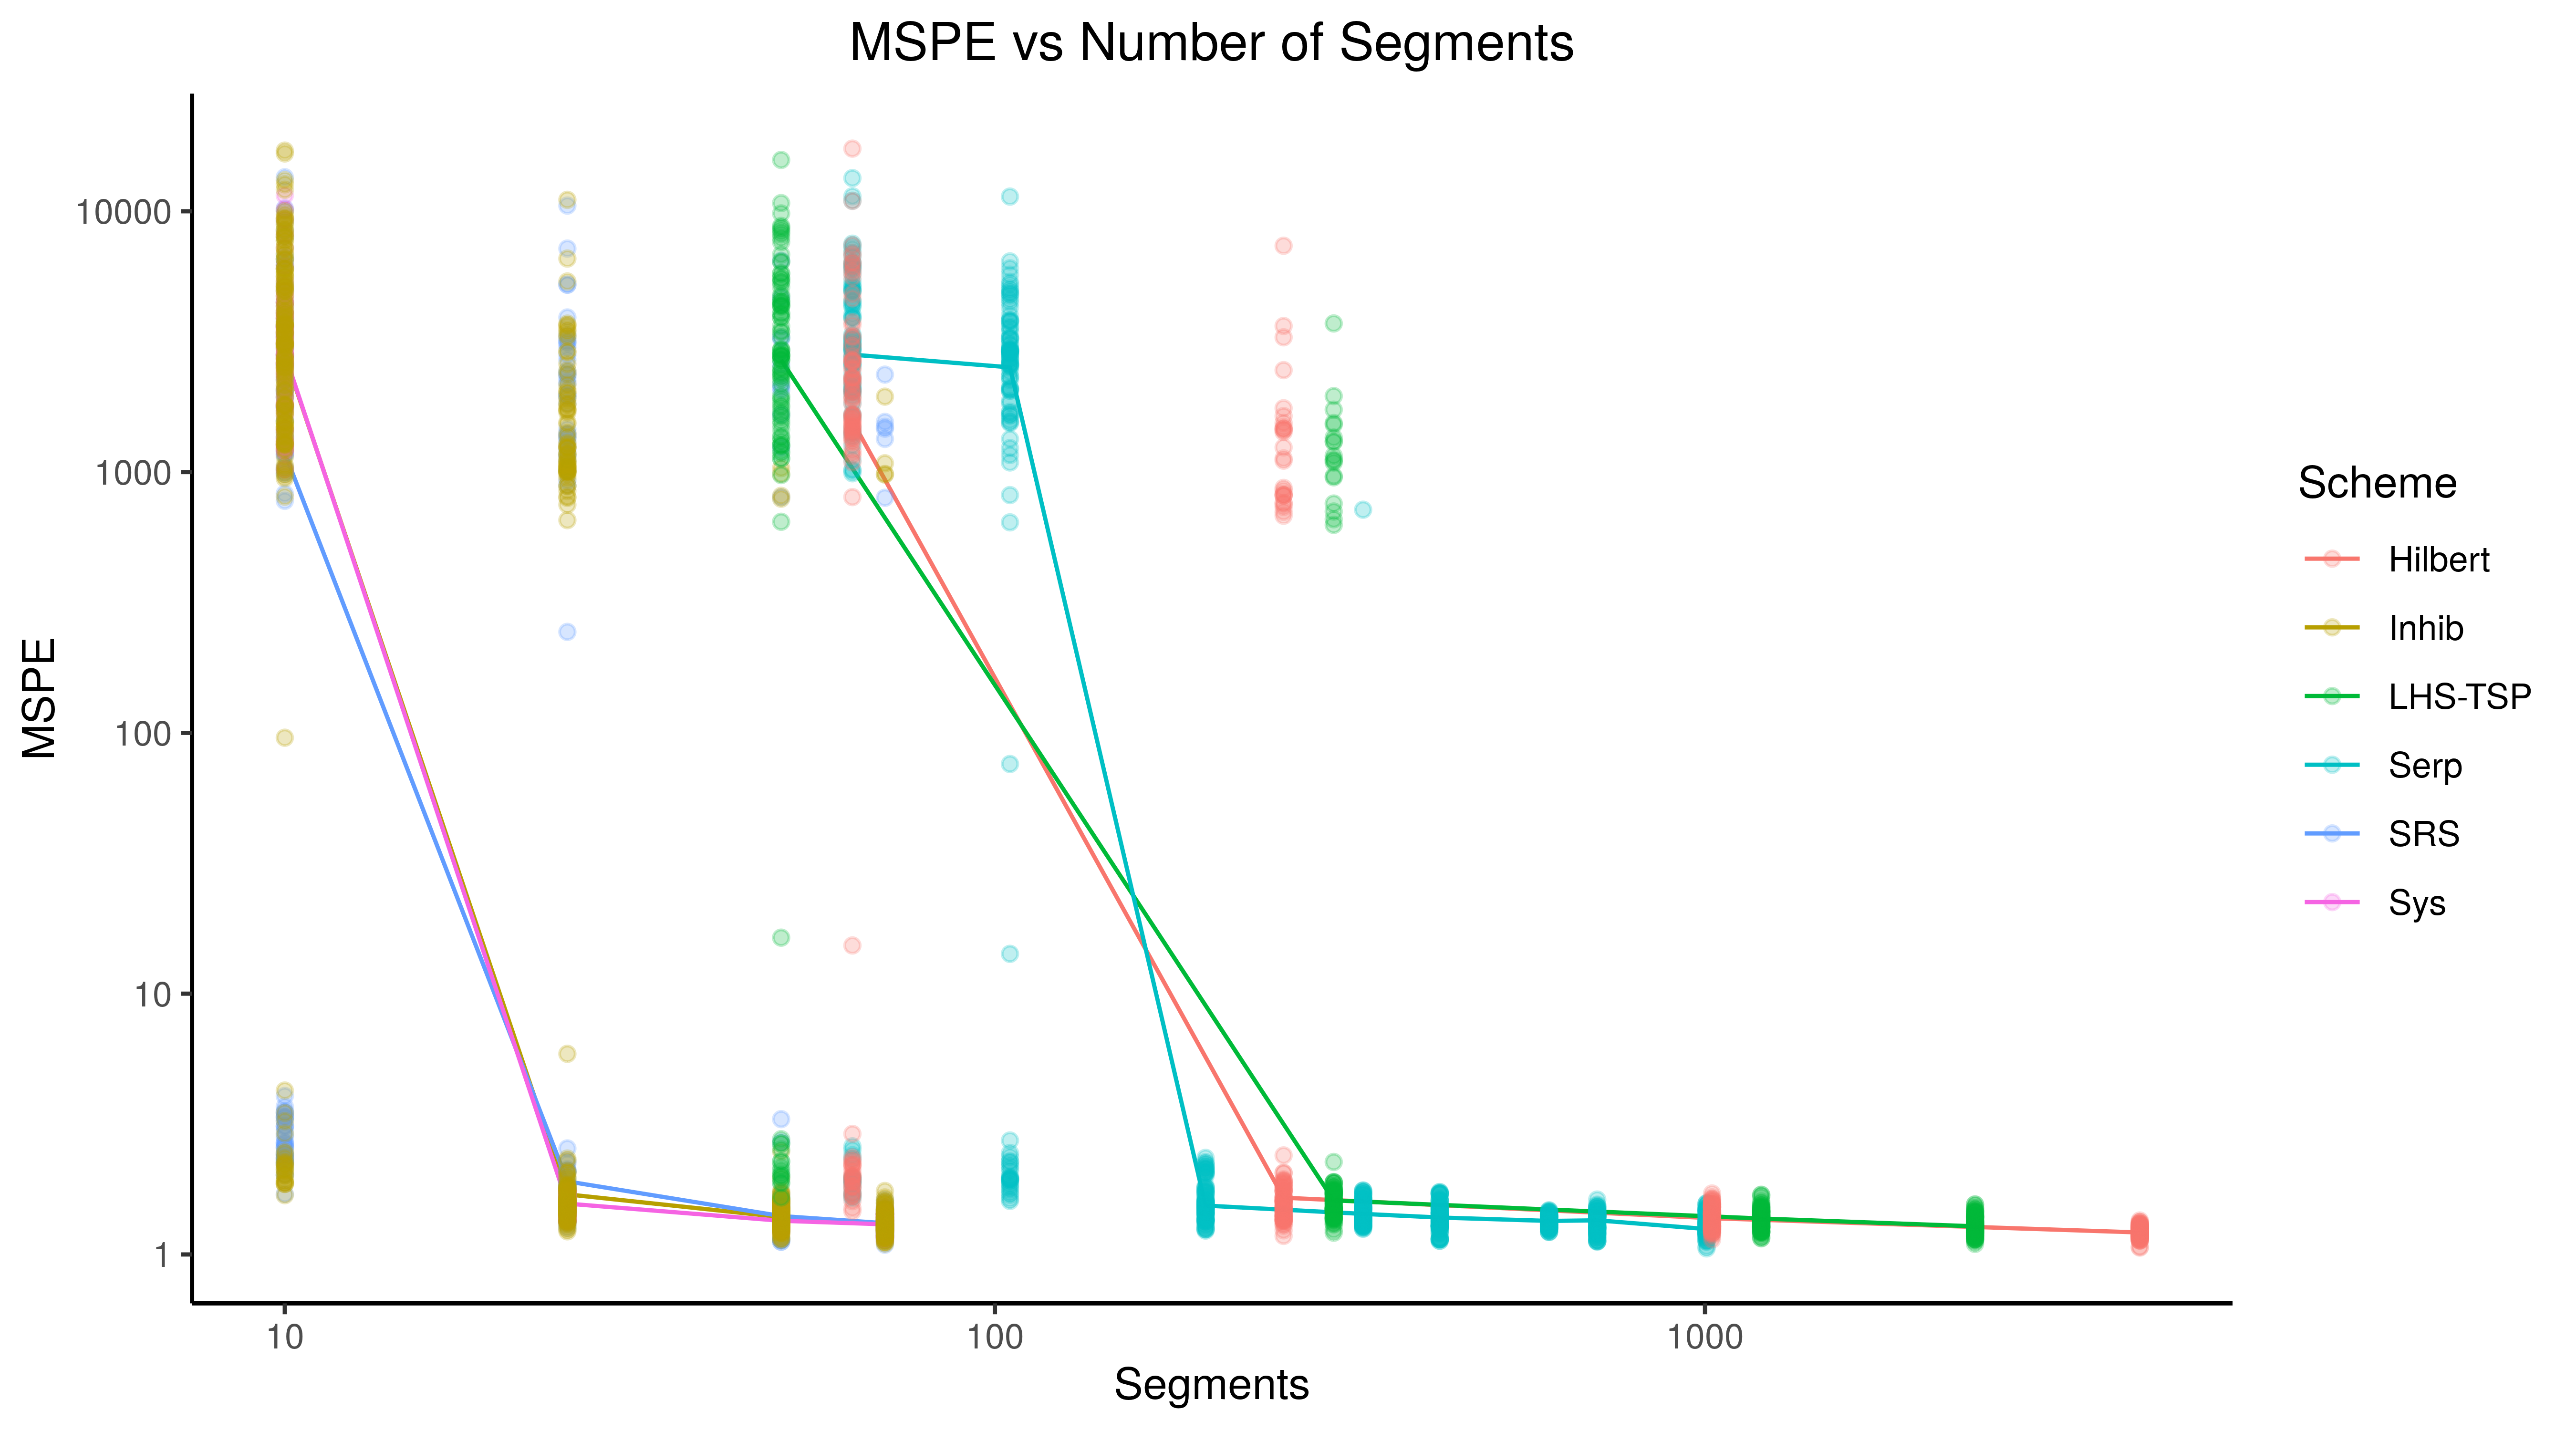 MSPE vs Number of Segments
MSPE
10000
1000
100
10
1
10
100
1000
Segments
Scheme
Hilbert
Inhib
LHS-TSP
Serp
SRS
Sys